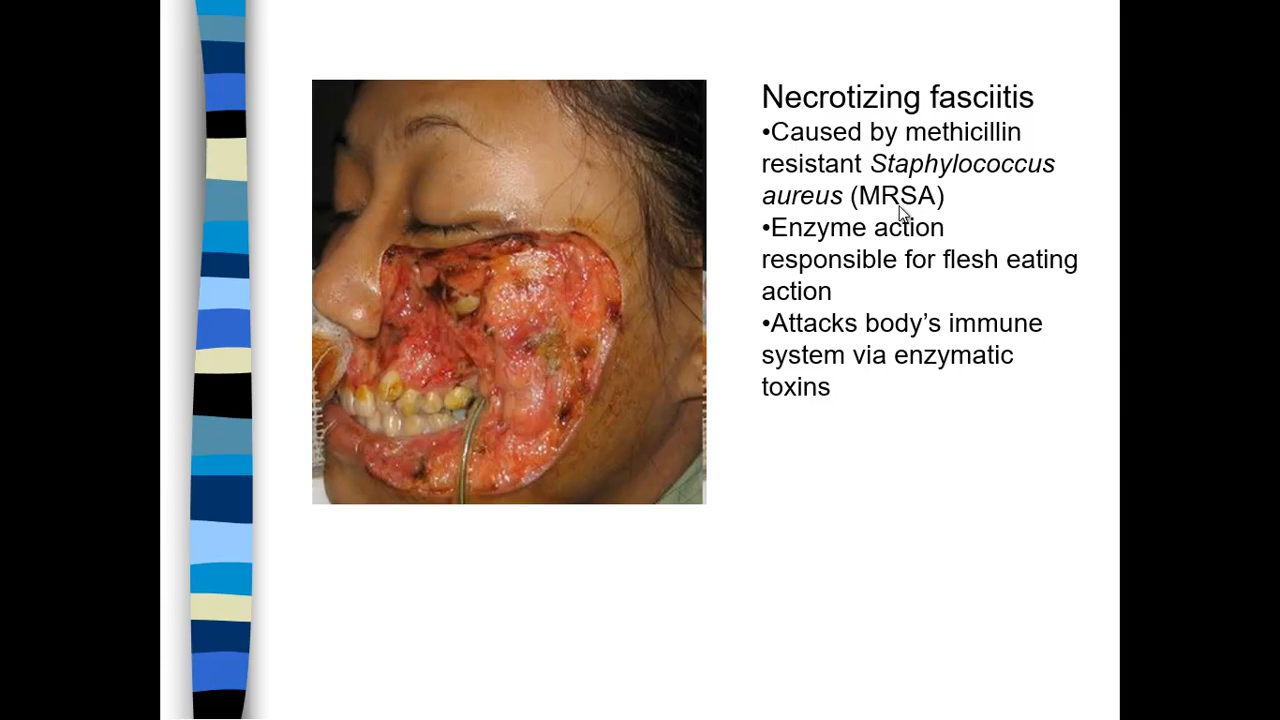 Necrotizing fasciitis
•Caused by methicillin
resistant Staphylococcus
aureus (MRSA)
•Enzyme action
responsible for flesh eating
action
•Attacks body’s immune
system via enzymatic
toxins